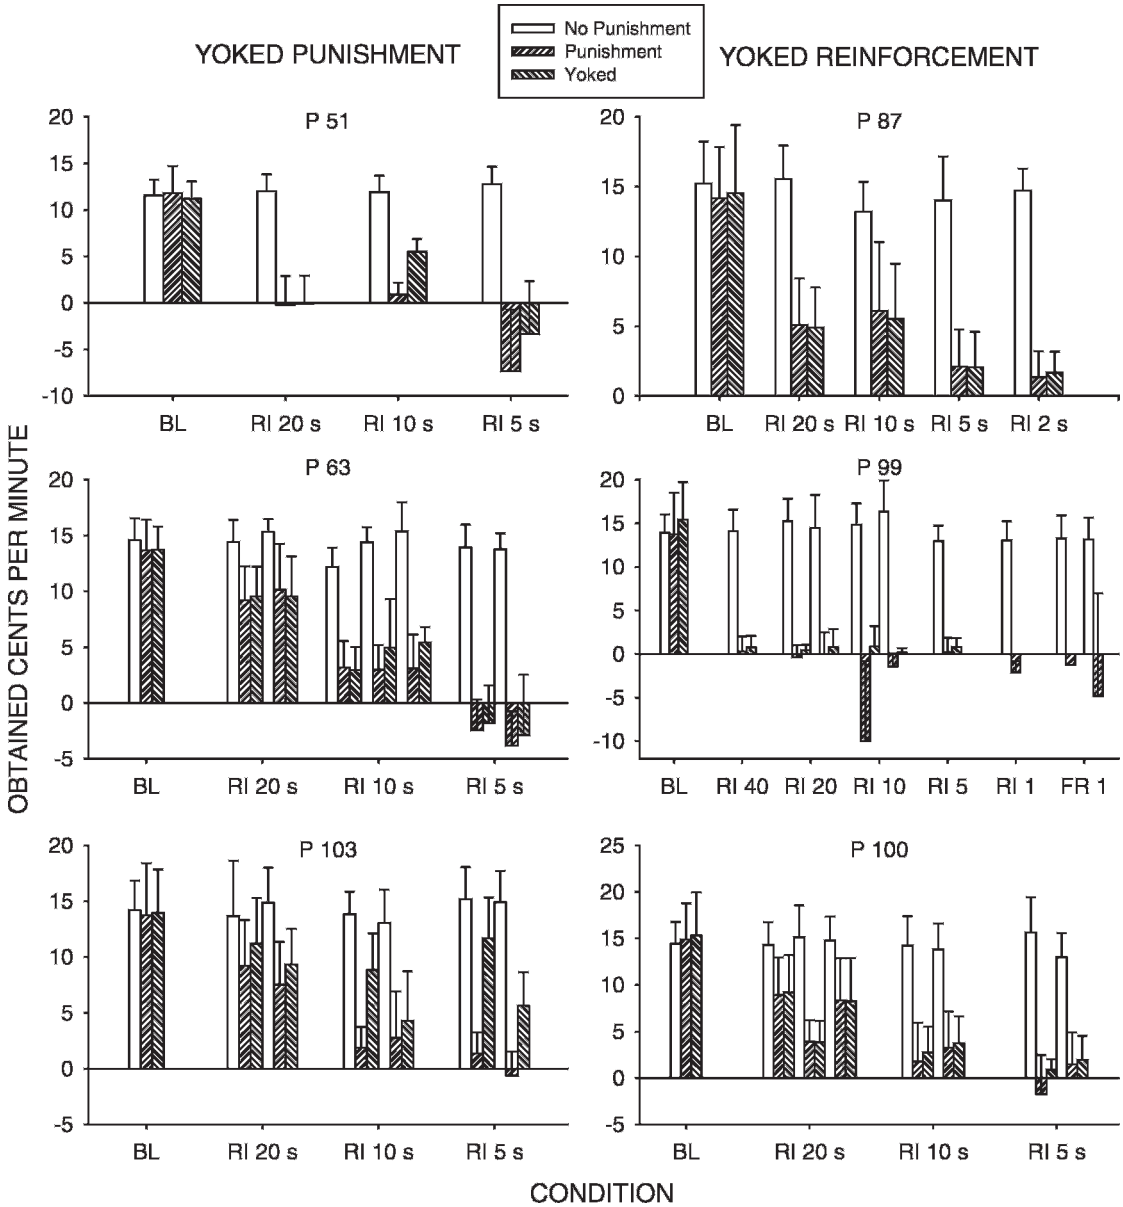 No Punishment
Punishment
Yoked
YOKED PUNISHMENT
YOKED REINFORCEMENT
OBTAINED CENTS PER MINUTE
P 51
20
15
10
5
0
-5
-10
BL RI 20 s RI 10 s RI 5 s
P 87
20
15
10
5
0
BL RI 20 s RI 10 s RI 5 s RI 2 s
P 63
20
15
10
5
0
-5
BL RI 20 s RI 10 s RI 5 s
P 99
20
15
10
5
0
-5
-10
BL RI 40 RI 20 RI 10 RI 5 RI 1 FR 1
P 103
20
15
10
5
0
-5
BL RI 20 s RI 10 s RI 5 s
P 100
25
20
15
10
5
0
-5
BL RI 20 s RI 10 s RI 5 s
CONDITION